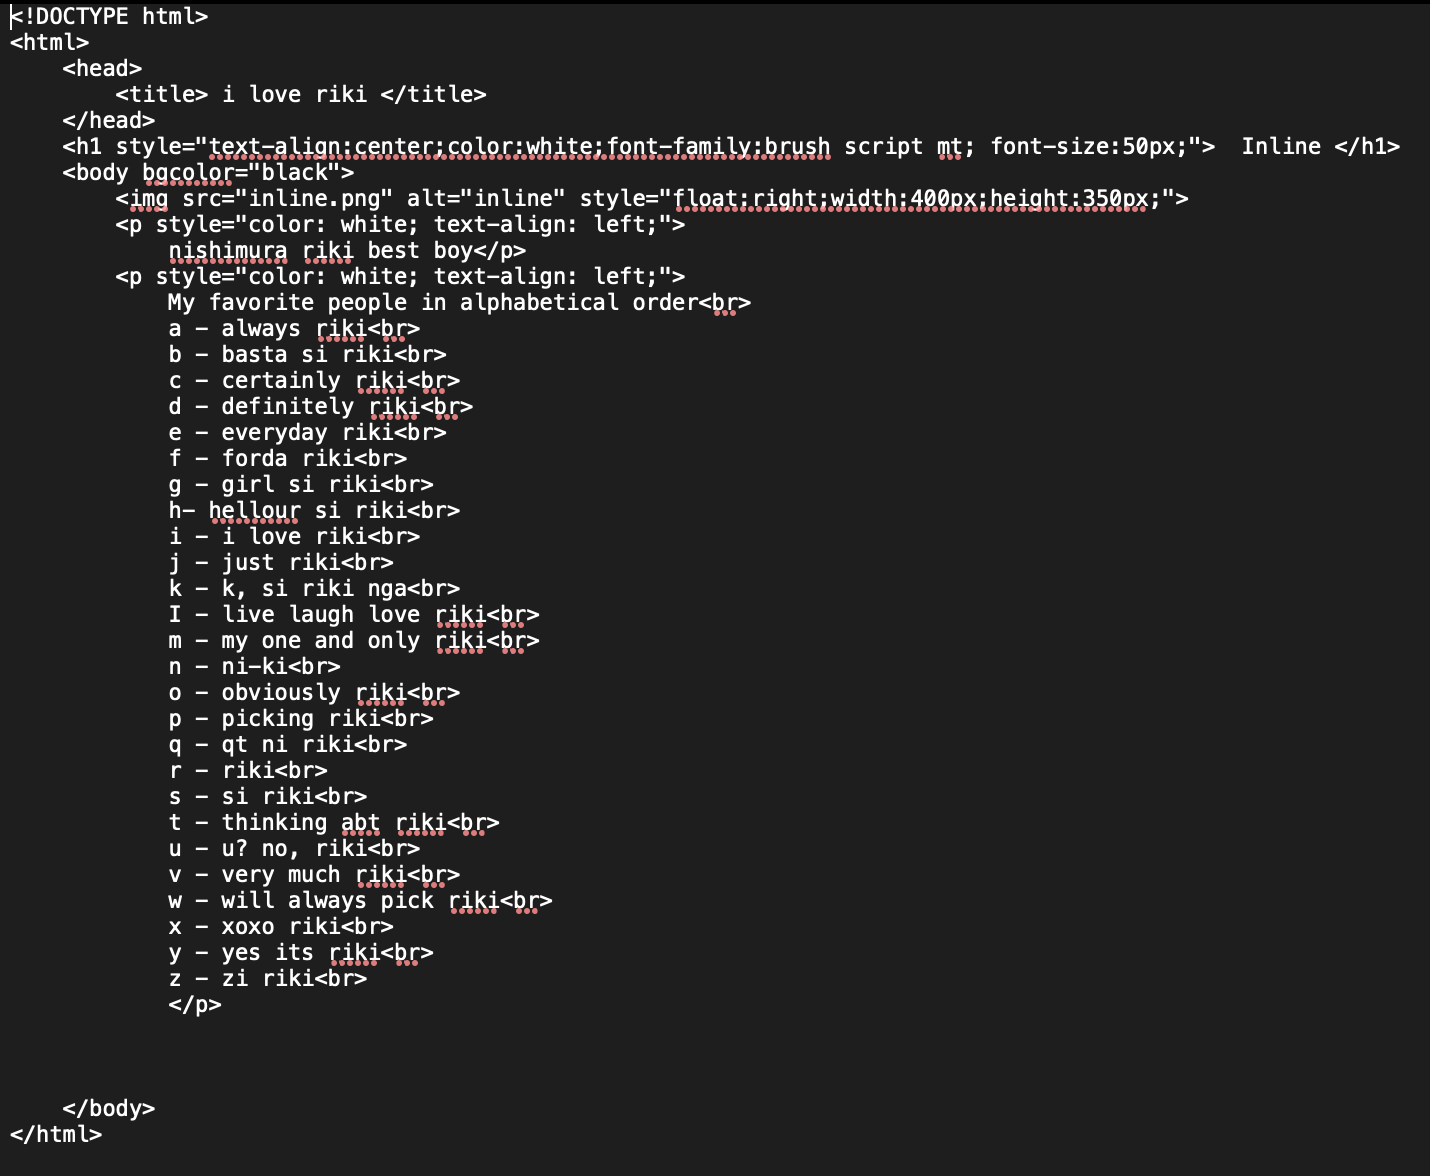 <!DOCTYPE html>
<html>
    <head>
        <title> i love riki </title>
    </head>
    <h1 style="text-align:center;color:white;font-family:brush script mt; font-size:50px;">  Inline </h1>
    <body bgcolor="black">
        <img src="inline.png" alt="inline" style="float:right;width:400px;height:350px;">
        <p style="color: white; text-align: left;">
            nishimura riki best boy</p>
        <p style="color: white; text-align: left;">
            My favorite people in alphabetical order<br>
            a – always riki<br>
            b – basta si riki<br>
            c – certainly riki<br>
            d – definitely riki<br>
            e – everyday riki<br>
            f – forda riki<br>
            g – girl si riki<br>
            h– hellour si riki<br>
            i – i love riki<br>
            j – just riki<br>
            k – k, si riki nga<br>
            I – live laugh love riki<br>
            m – my one and only riki<br>
            n – ni-ki<br>
            o – obviously riki<br>
            p – picking riki<br>
            q – qt ni riki<br>
            r – riki<br>
            s – si riki<br>
            t – thinking abt riki<br>
            u – u? no, riki<br>
            v – very much riki<br>
            w – will always pick riki<br>
            x – xoxo riki<br>
            y – yes its riki<br>
            z – zi riki<br>
            </p>
    </body>
</html>